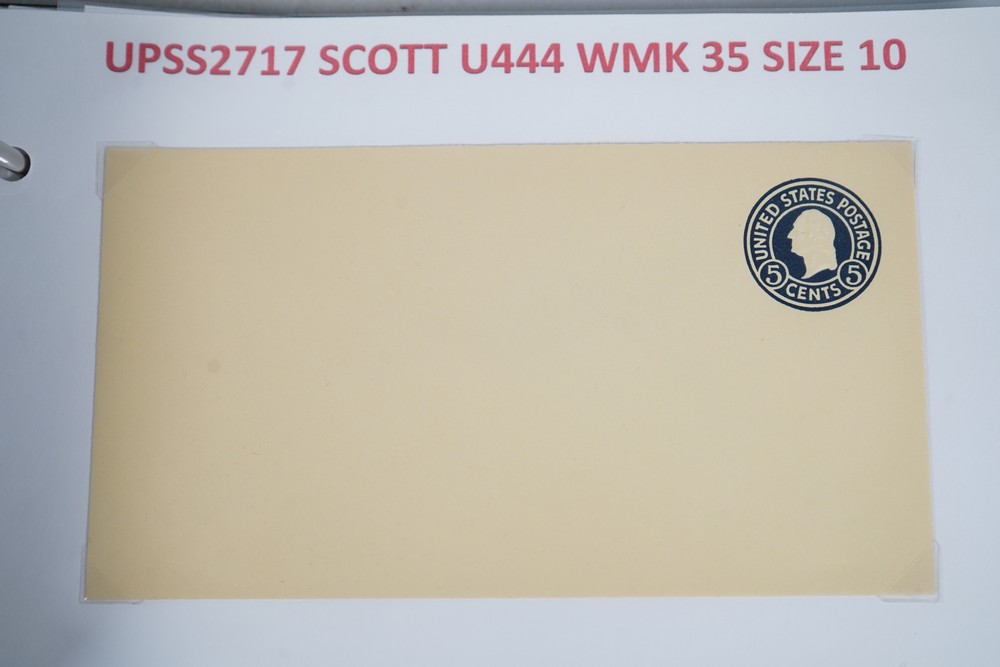 UPSS2717 SCOTT U444 WMK 35 SIZE 10
UNITED STATES POSTAGE
5 CENTS 5